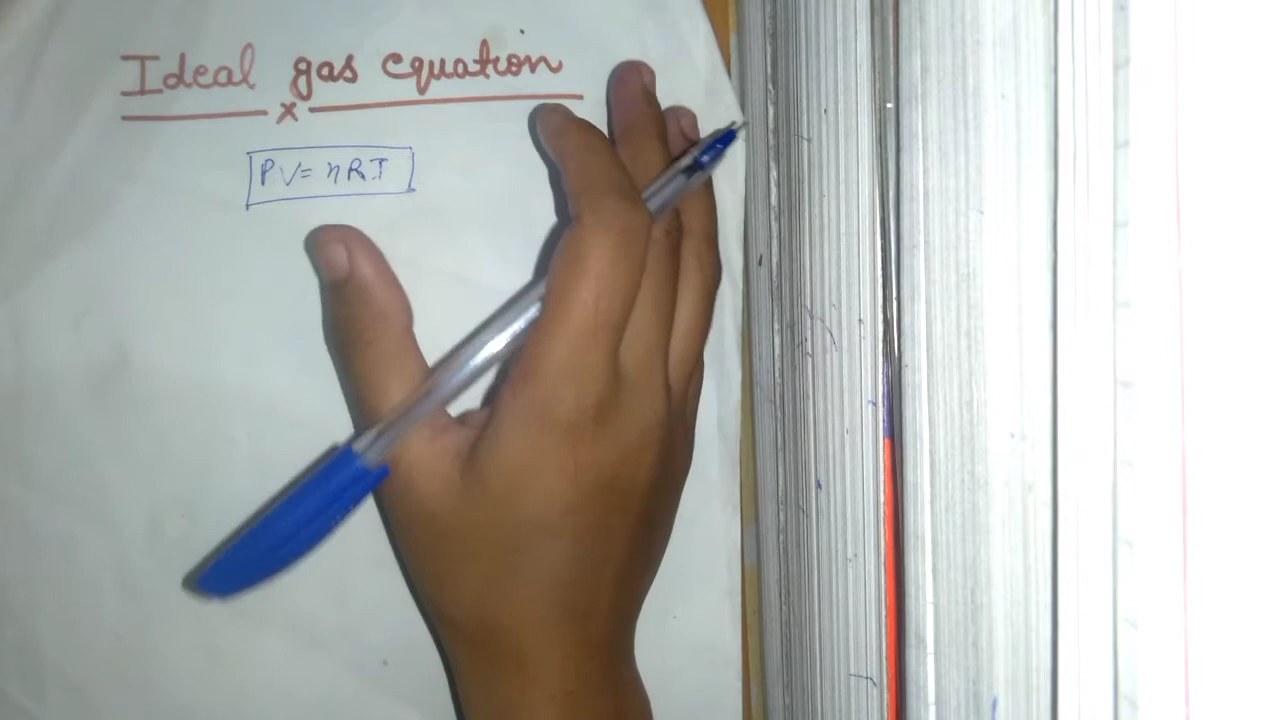 Ideal gas equation
PV = nRT